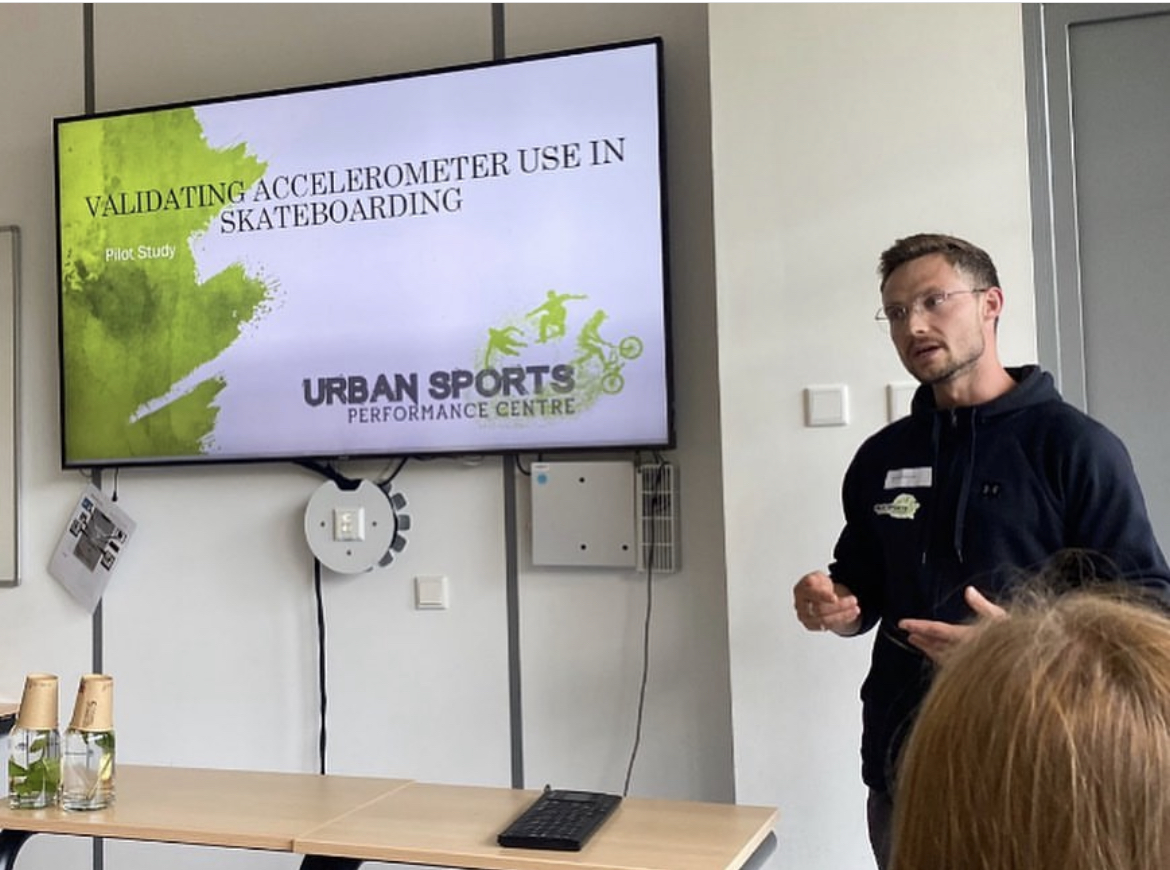 VALIDATING ACCELEROMETER USE IN
SKATEBOARDING
Pilot Study
URBAN SPORTS
PERFORMANCE CENTRE